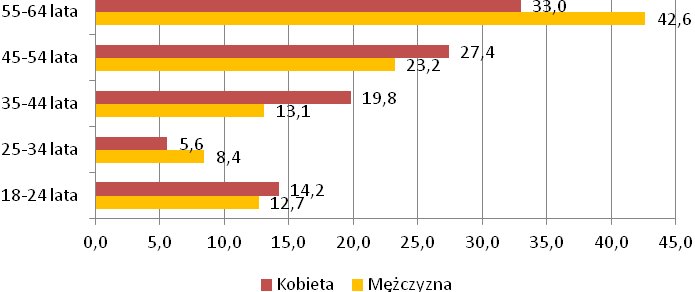 55-64 lata 33,0
42,6
45-54 lata 27,4
23,2
35-44 lata 19,8
13,1
25-34 lata 5,6
8,4
18-24 lata 14,2
12,7
0,0 5,0 10,0 15,0 20,0 25,0 30,0 35,0 40,0 45,0
Kobieta Mężczyzna